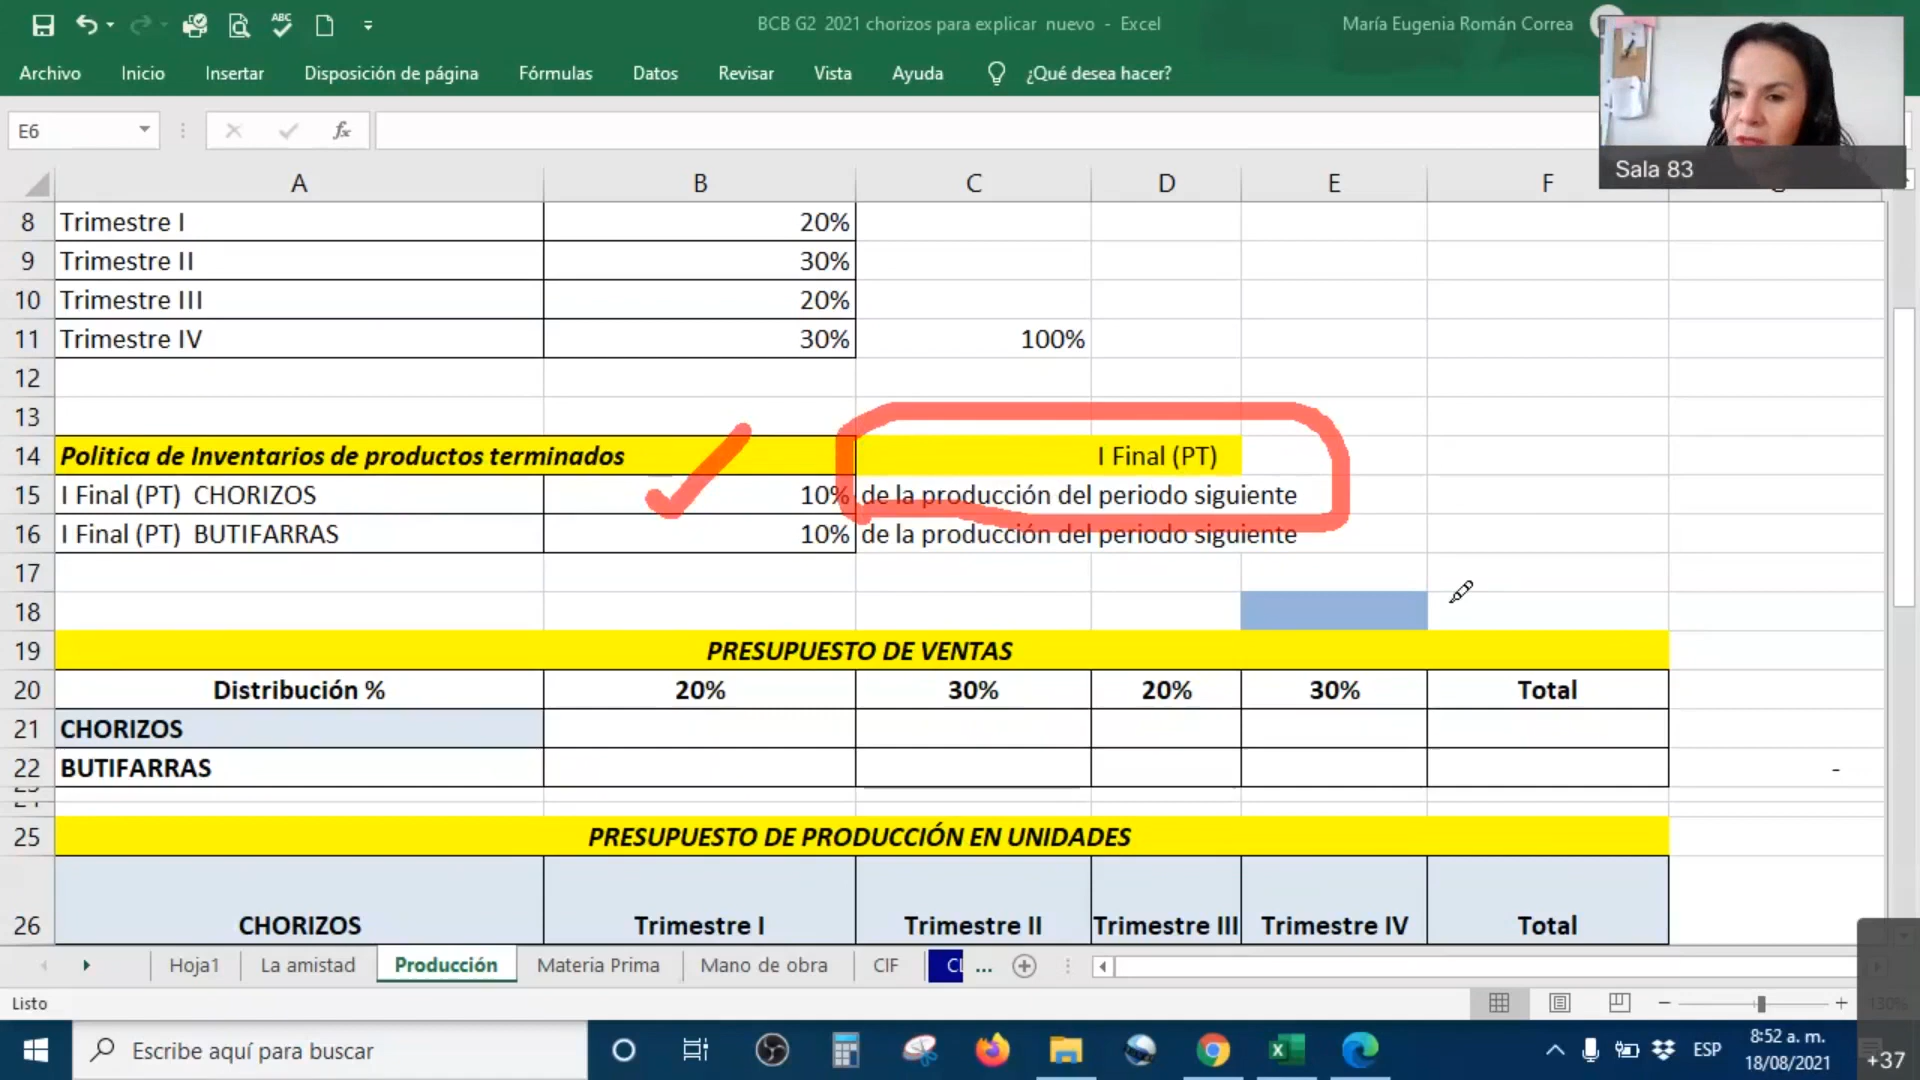 BCB G2 2021 chorizos para explicar nuevo - Excel
María Eugenia Román Correa
Archivo Inicio Insertar Disposición de página Fórmulas Datos Revisar Vista Ayuda ¿Qué desea hacer?
Sala 83
E6 fx
A B C D E F
8 Trimestre I 20%
9 Trimestre II 30%
10 Trimestre III 20%
11 Trimestre IV 30% 100%
12
13
14 Politica de Inventarios de productos terminados I Final (PT)
15 I Final (PT) CHORIZOS 10% de la producción del periodo siguiente
16 I Final (PT) BUTIFARRAS 10% de la producción del periodo siguiente
17
18
19 PRESUPUESTO DE VENTAS
20 Distribución % 20% 30% 20% 30% Total
21 CHORIZOS
22 BUTIFARRAS -
25 PRESUPUESTO DE PRODUCCIÓN EN UNIDADES
26 CHORIZOS Trimestre I Trimestre II Trimestre III Trimestre IV Total
Hoja1 La amistad Producción Materia Prima Mano de obra CIF ...
Listo 130%
Escribe aquí para buscar
ESP
8:52 a. m.
18/08/2021
+37